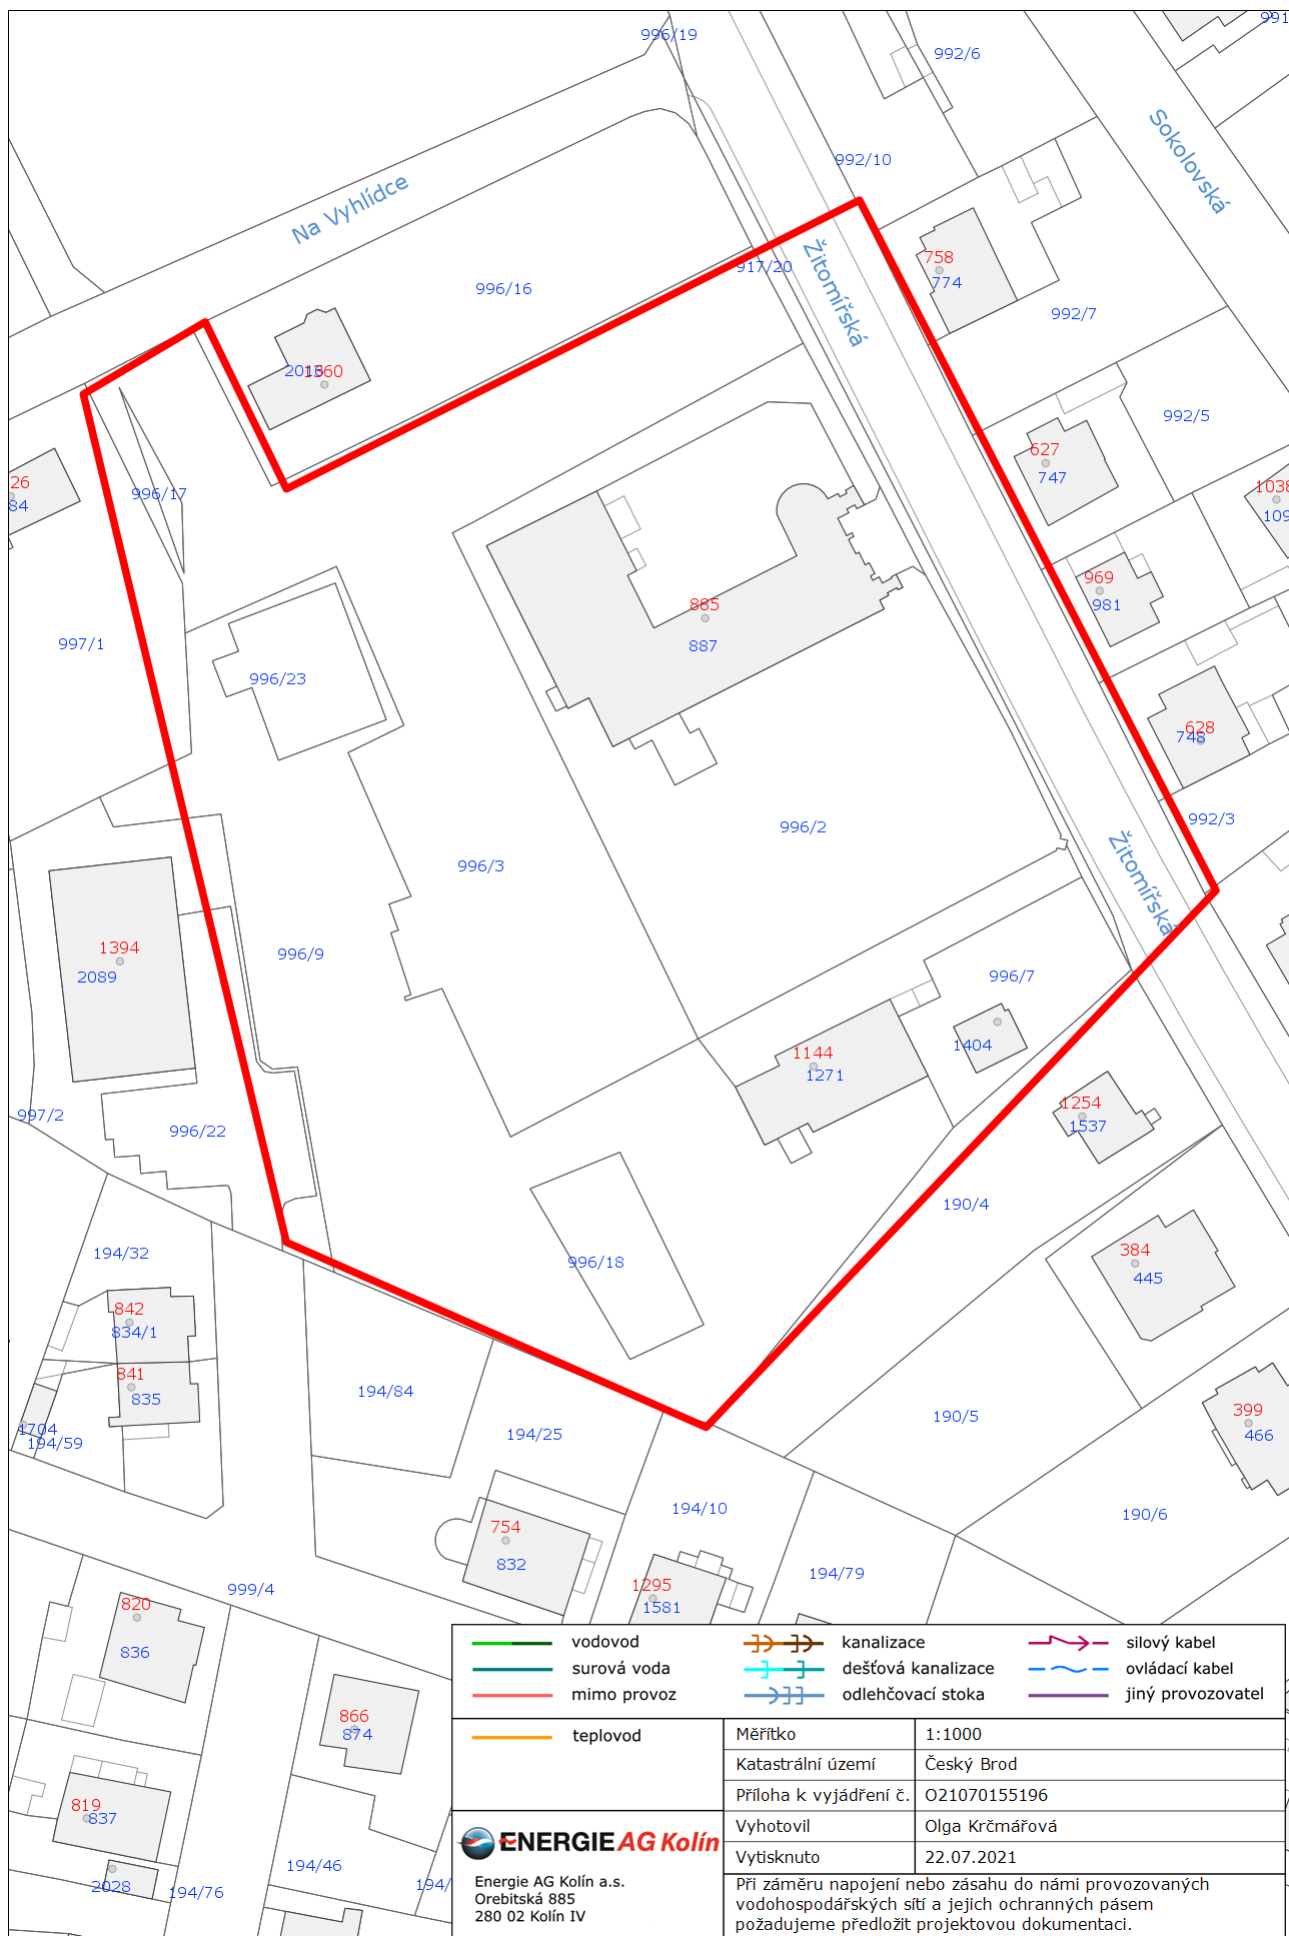 996/19
992/6
991
Sokolovská
992/10
Na Vyhlídce
917/20
Žitomířská
758
774
996/16
992/7
1360
992/5
627
747
26
84
996/17
1038
109
969
981
885
887
997/1
996/23
628
748
992/3
996/2
Žitomířská
996/3
1394
2089
996/9
996/7
1404
1144
1271
997/2
996/22
1254
1537
190/4
194/32
996/18
384
445
842
834/1
841
835
194/84
1704
194/59
194/25
190/5
399
466
194/10
190/6
754
832
194/79
999/4
1295
1581
820
836
866
874
819
837
2028
194/76
194/46
194/
vodovod
kanalizace
silový kabel
surová voda
dešťová kanalizace
ovládací kabel
mimo provoz
odlehčovací stoka
jiný provozovatel
teplovod
Měřítko 1:1000
Katastrální území Český Brod
Příloha k vyjádření č. O21070155196
Vyhotovil Olga Krčmářová
Vytisknuto 22.07.2021
ENERGIE AG Kolín
Energie AG Kolín a.s.
Orebitská 885
280 02 Kolín IV
Při záměru napojení nebo zásahu do námi provozovaných
vodohospodářských sítí a jejich ochranných pásem
požadujeme předložit projektovou dokumentaci.